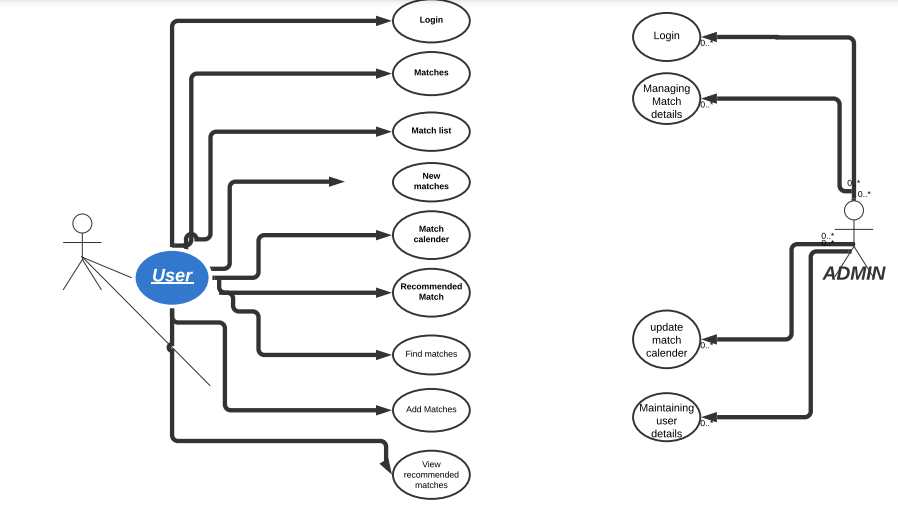 Login
Matches
Match list
New
matches
Match
calender
Recommended
Match
Find matches
Add Matches
View
recommended
matches
User
Login
0..*
Managing
Match
details
0..*
0..*
0..*
0..*
0..*
ADMIN
update
match
calender
0..*
Maintaining
user
details
0..*